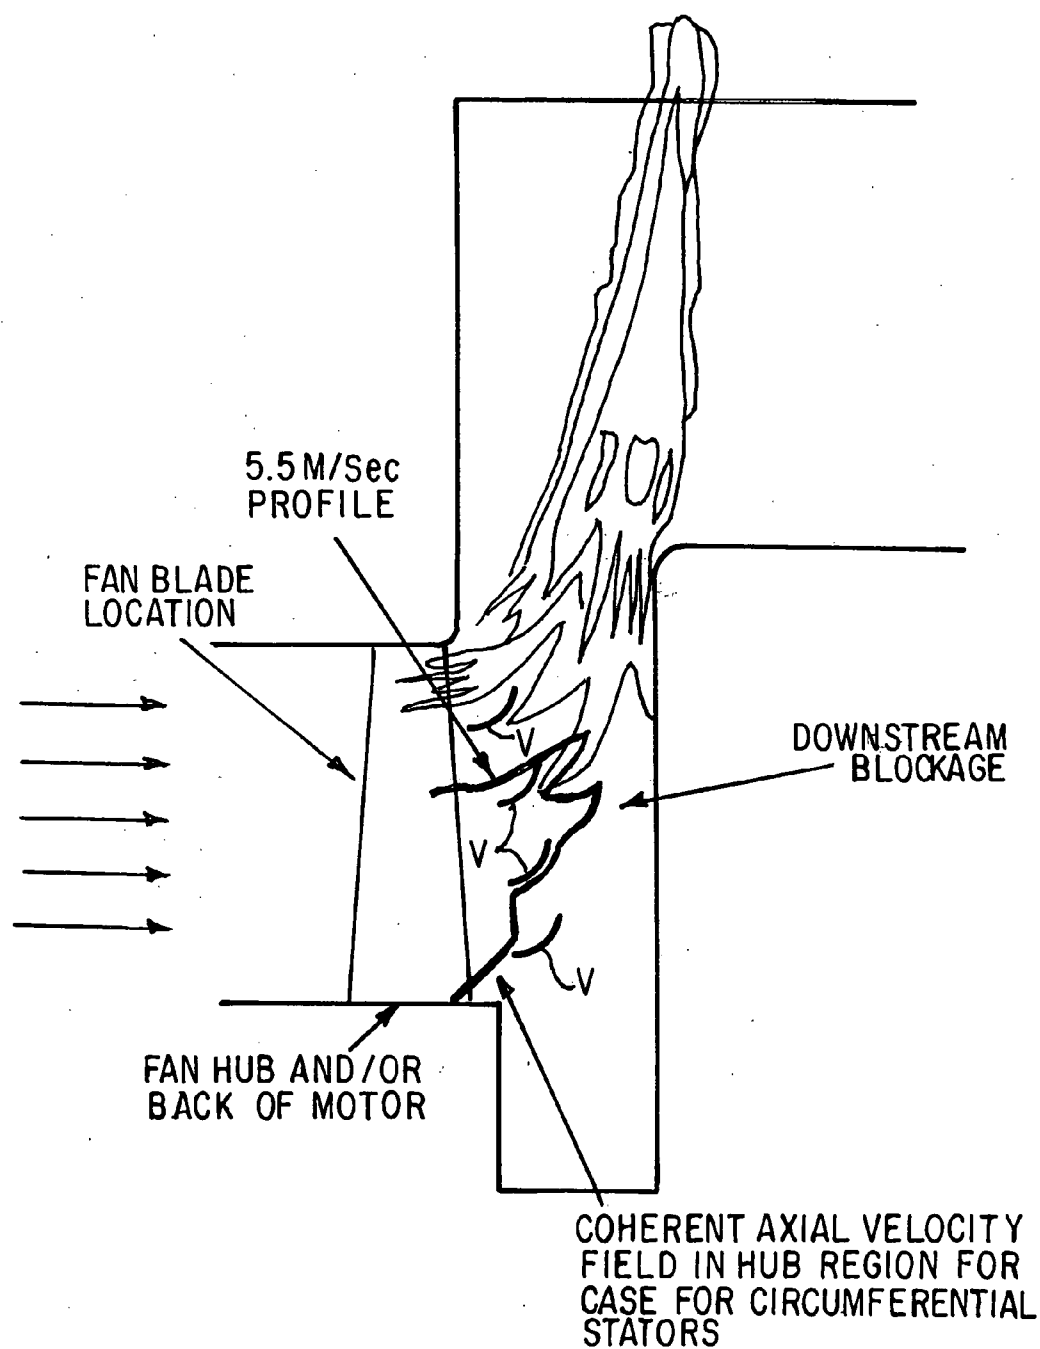 5.5 M/Sec
PROFILE
FAN BLADE
LOCATION
V
DOWNSTREAM
BLOCKAGE
V
V
FAN HUB AND/OR
BACK OF MOTOR
COHERENT AXIAL VELOCITY
FIELD IN HUB REGION FOR
CASE FOR CIRCUMFERENTIAL
STATORS